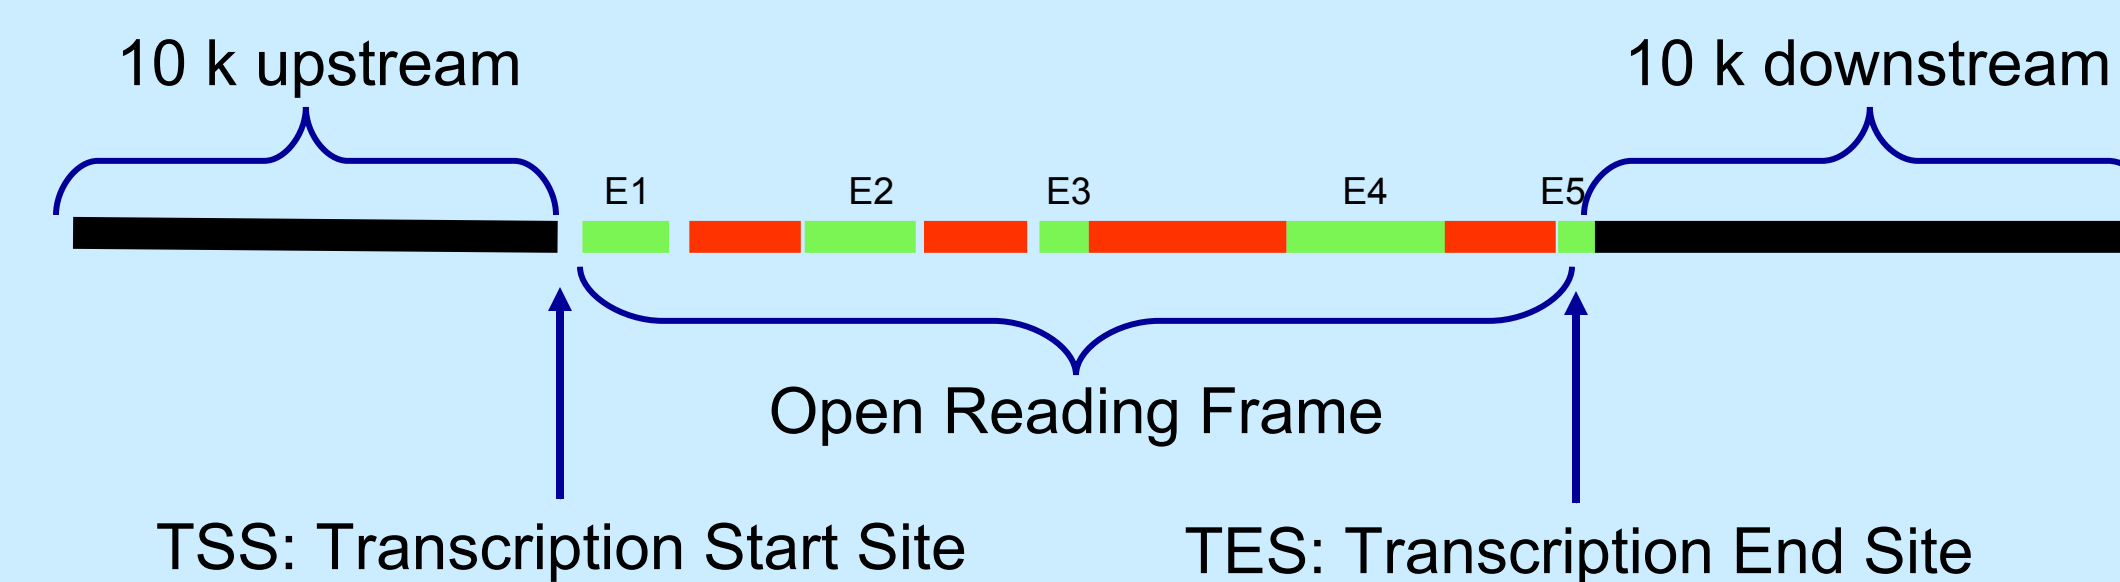 10 k upstream
10 k downstream
E1 E2 E3 E4 E5
Open Reading Frame
TSS: Transcription Start Site
TES: Transcription End Site